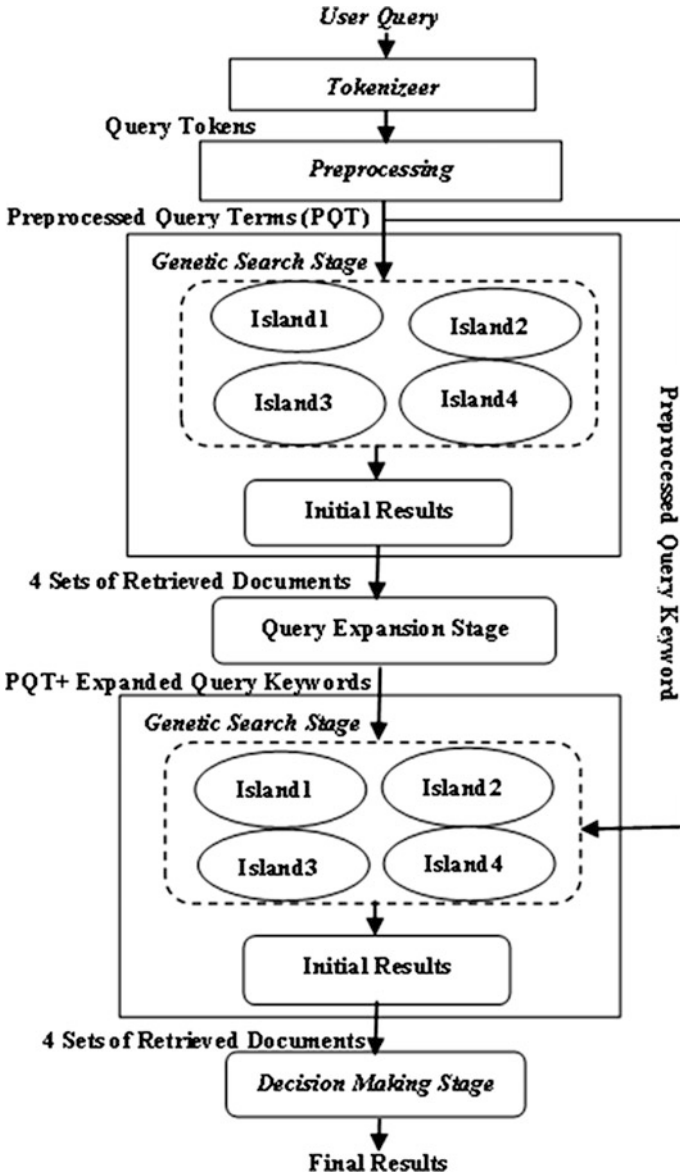 User Query
Tokenizeer
Query Tokens
Preprocessing
Preprocessed Query Terms (PQT)
Genetic Search Stage
Island1
Island2
Island3
Island4
Initial Results
Preprocessed Query Keyword
4 Sets of Retrieved Documents
Query Expansion Stage
PQT+ Expanded Query Keywords
Genetic Search Stage
Island1
Island2
Island3
Island4
Initial Results
4 Sets of Retrieved Documents
Decision Making Stage
Final Results